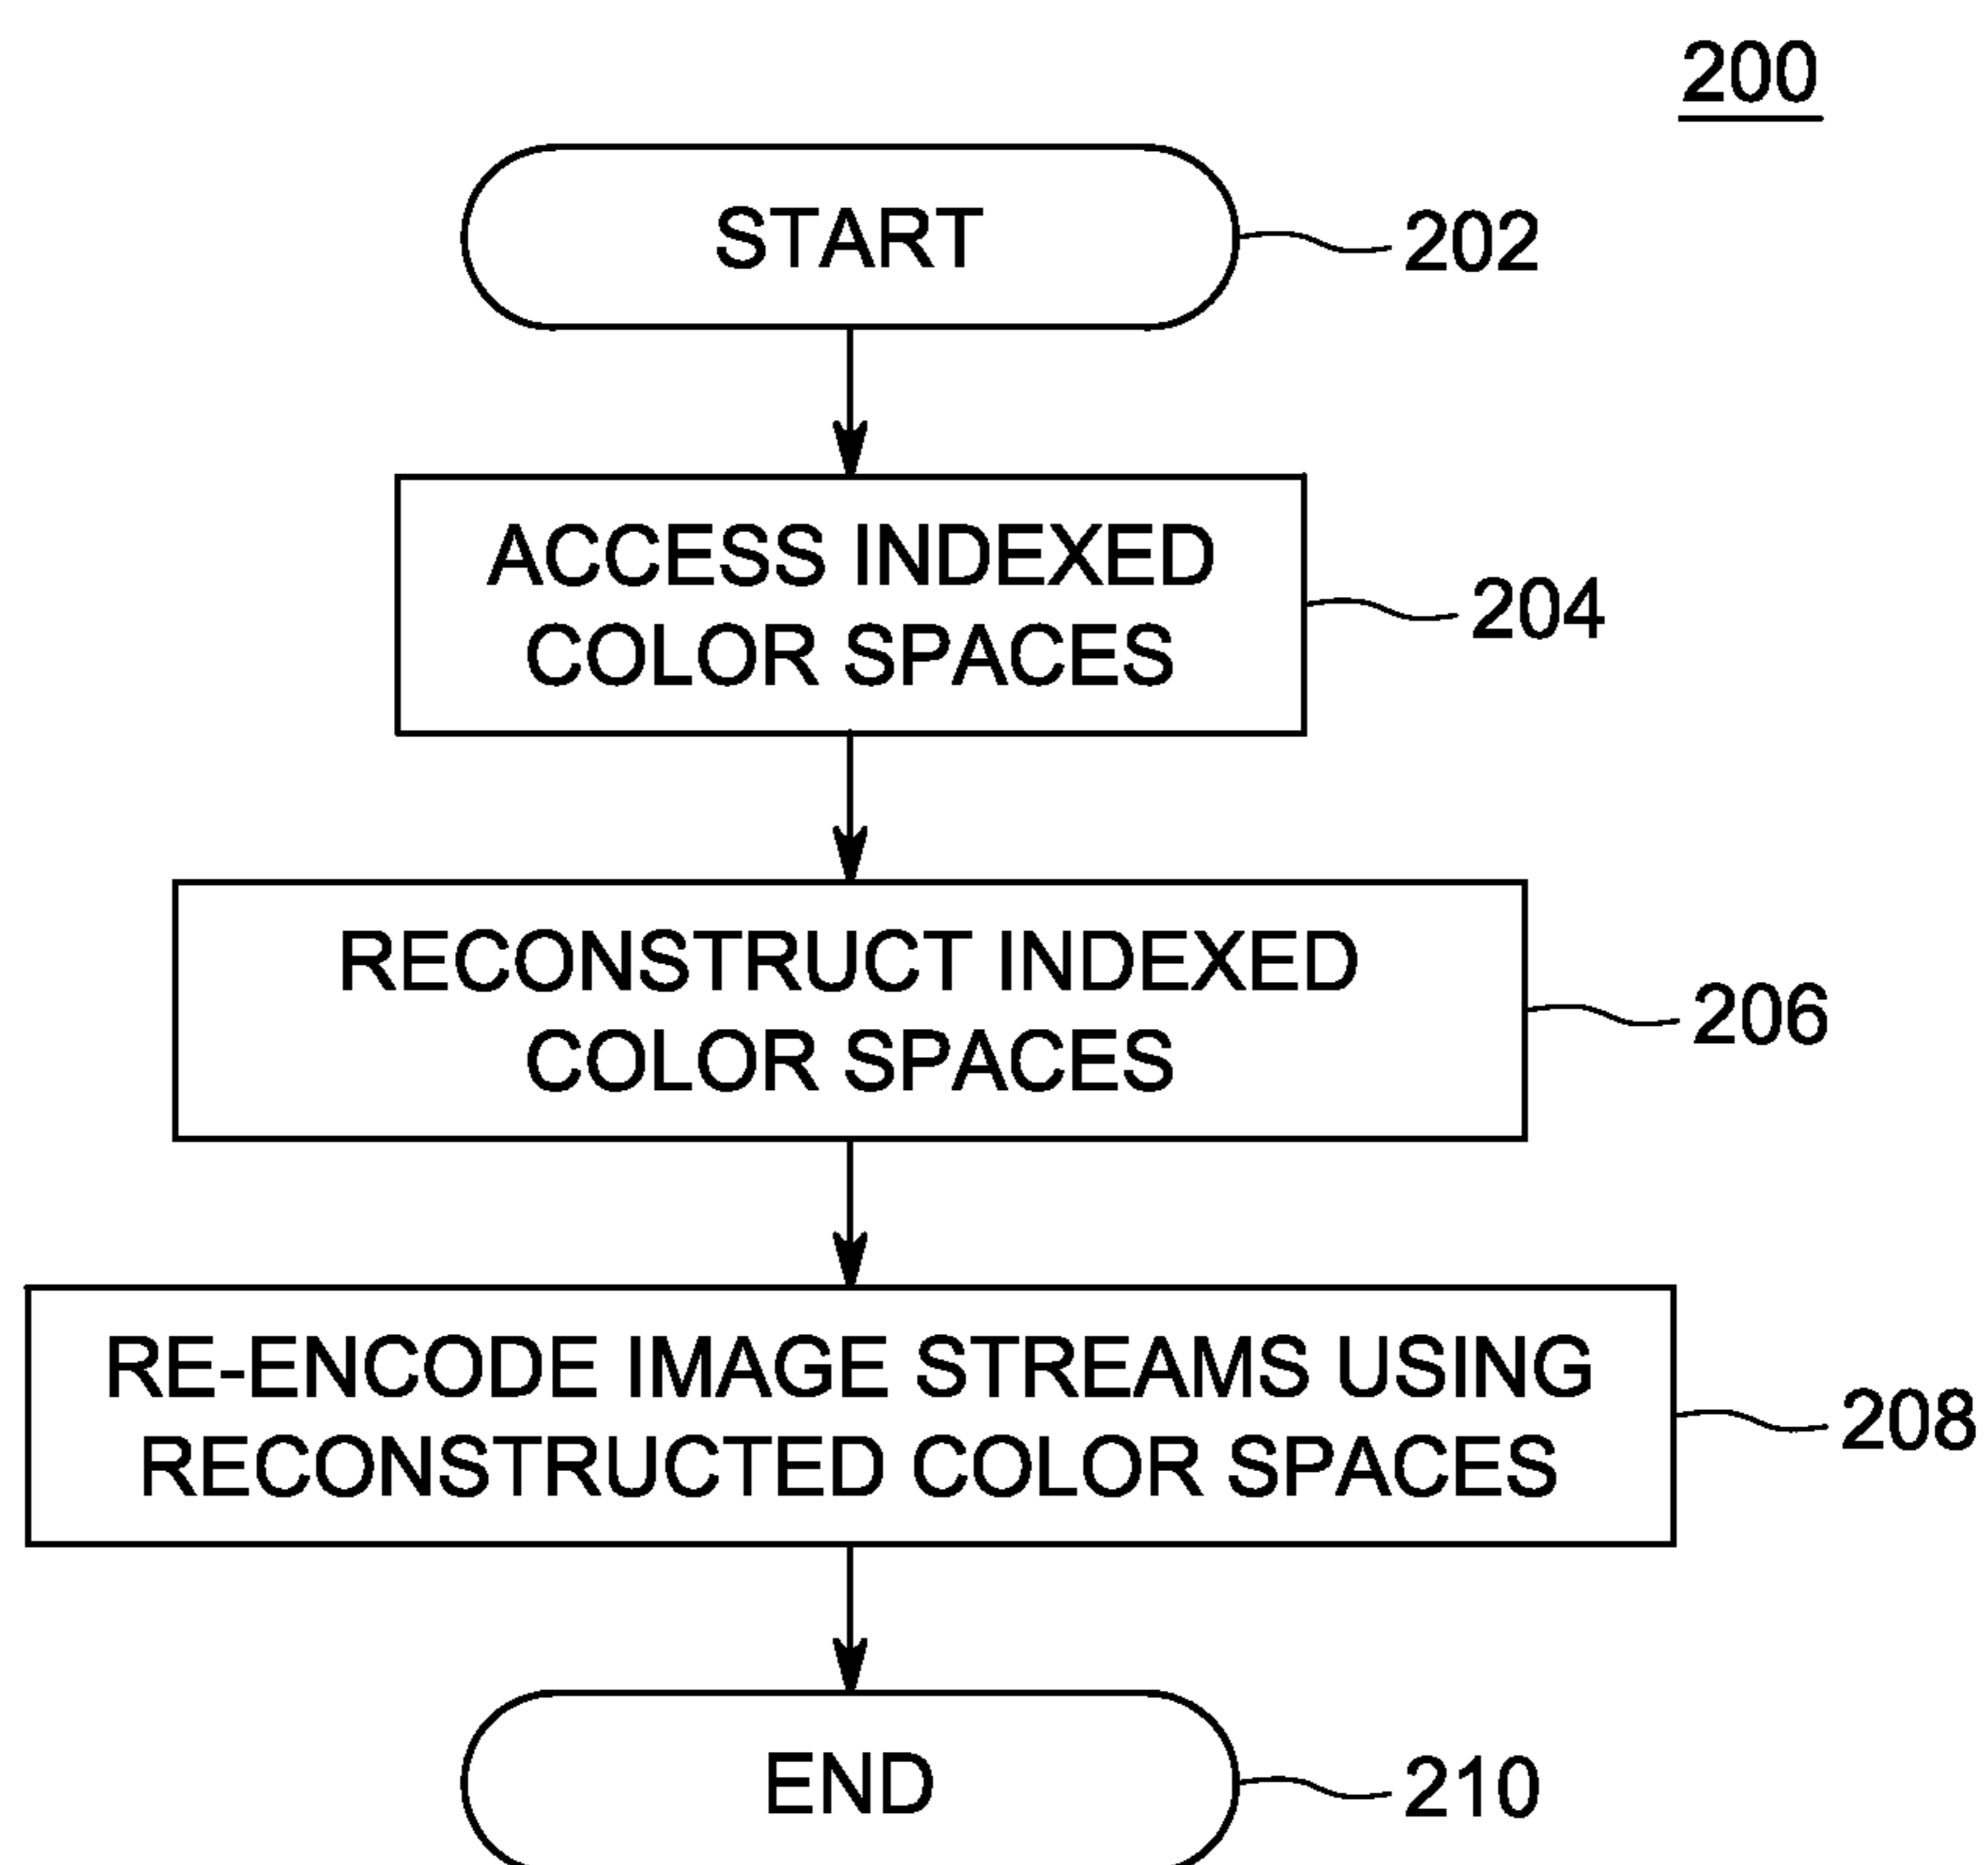 200
START
202
ACCESS INDEXED
COLOR SPACES
204
RECONSTRUCT INDEXED
COLOR SPACES
206
RE-ENCODE IMAGE STREAMS USING
RECONSTRUCTED COLOR SPACES
208
END
210